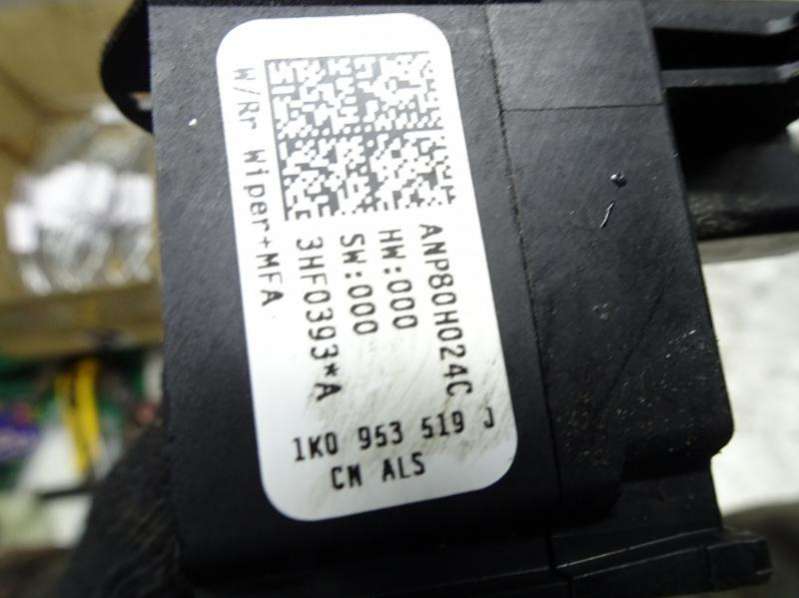 W/Rr Wiper+MFA
ANP80H024C
HW:000
SW:000
3HF0393*A
1K0 953 519 J
CN ALS